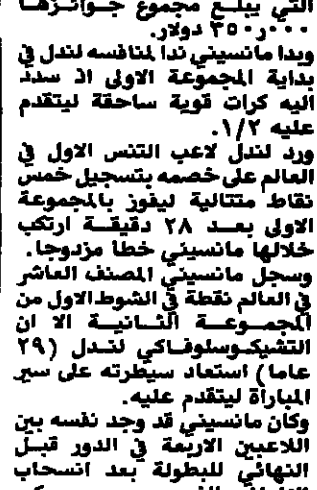 التي يبلغ مجموع جوائزها
٣٥٠ر٠٠٠ دولار.
وبدا مانسيني ندا لمنافسه لندل في
بداية المجموعة الاولى اذ سدد
اليه كرات قوية ساحقة ليتقدم
عليه ١/٢.
ورد لندل لاعب التنس الاول في
العالم على خصمه بتسجيل خمس
نقاط متتالية ليفوز بالمجموعة
الاولى بعد ٢٨ دقيقة ارتكب
خلالها مانسيني خطأ مزدوجا.
وسجل مانسيني المصنف العاشر
في العالم نقطة في الشوط الاول من
المجموعة الثانية الا ان
التشيكوسلوفاكي لندل (٢٩
عاما) استعاد سيطرته على سير
المباراة ليتقدم عليه.
وكان مانسيني قد وجد نفسه بين
اللاعبين الاربعة في الدور قبل
النهائي للبطولة بعد انسحاب